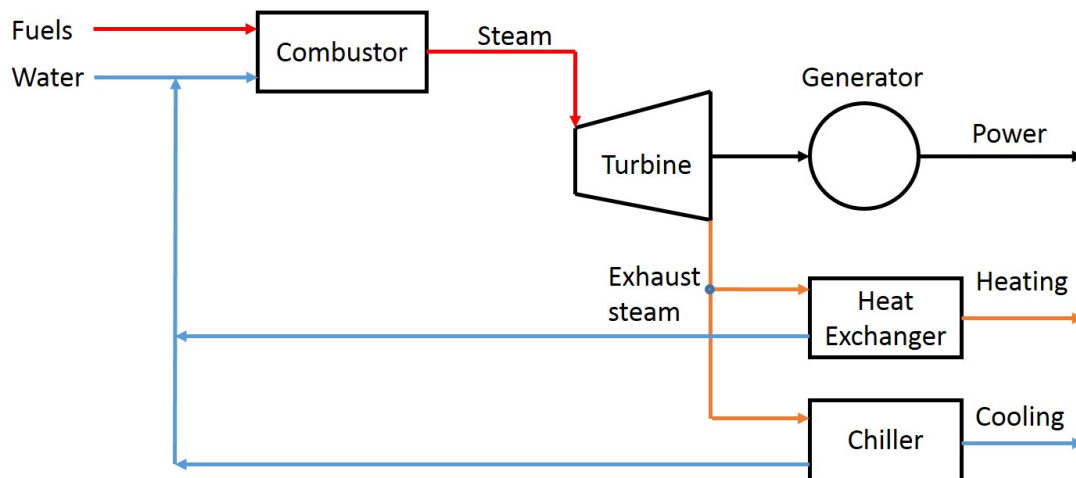 Fuels
Water
Combustor
Steam
Turbine
Generator
Power
Exhaust
steam
Heat
Exchanger
Heating
Chiller
Cooling